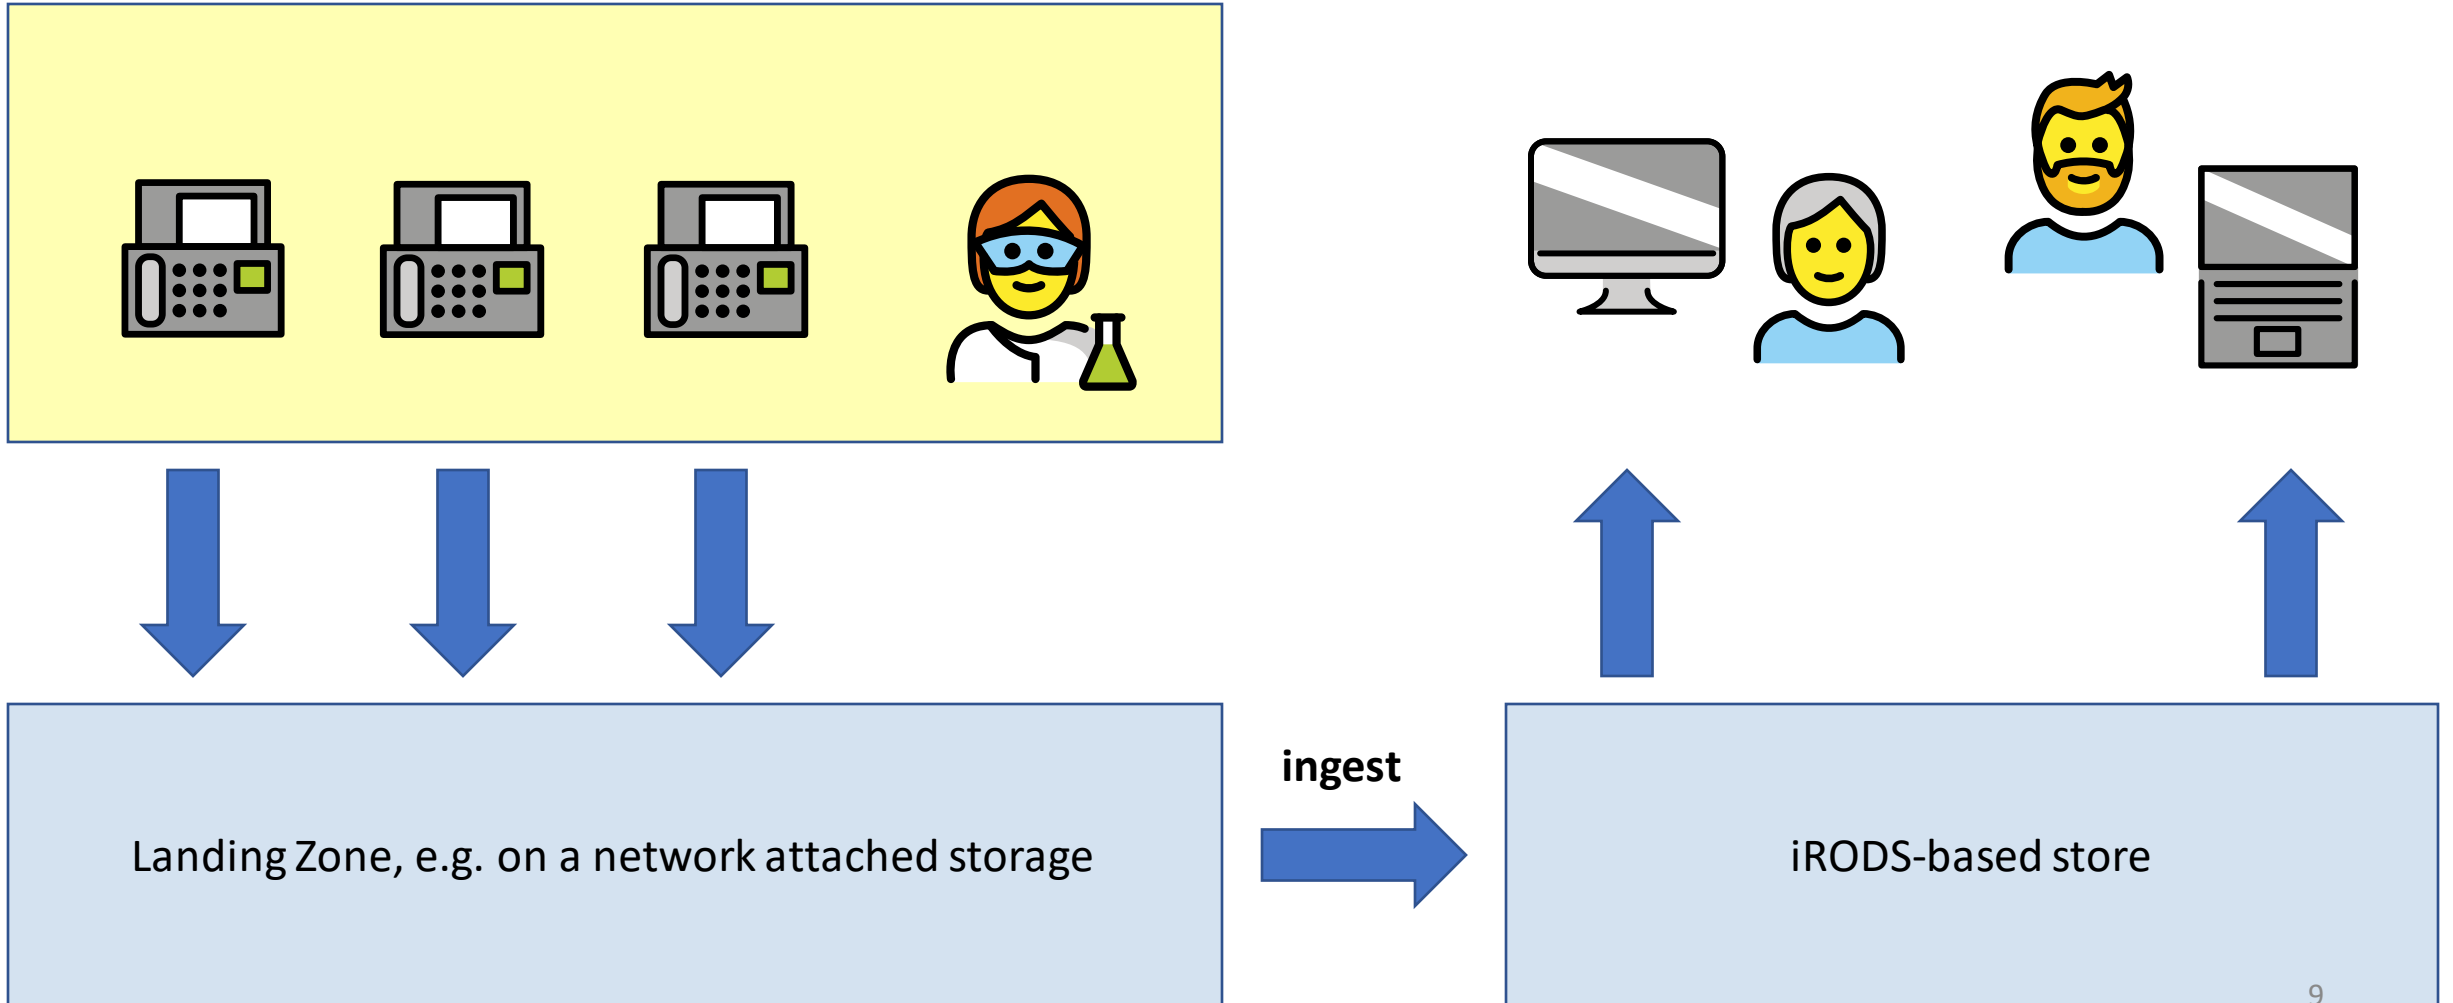 ingest
Landing Zone, e.g. on a network attached storage
iRODS-based store
9